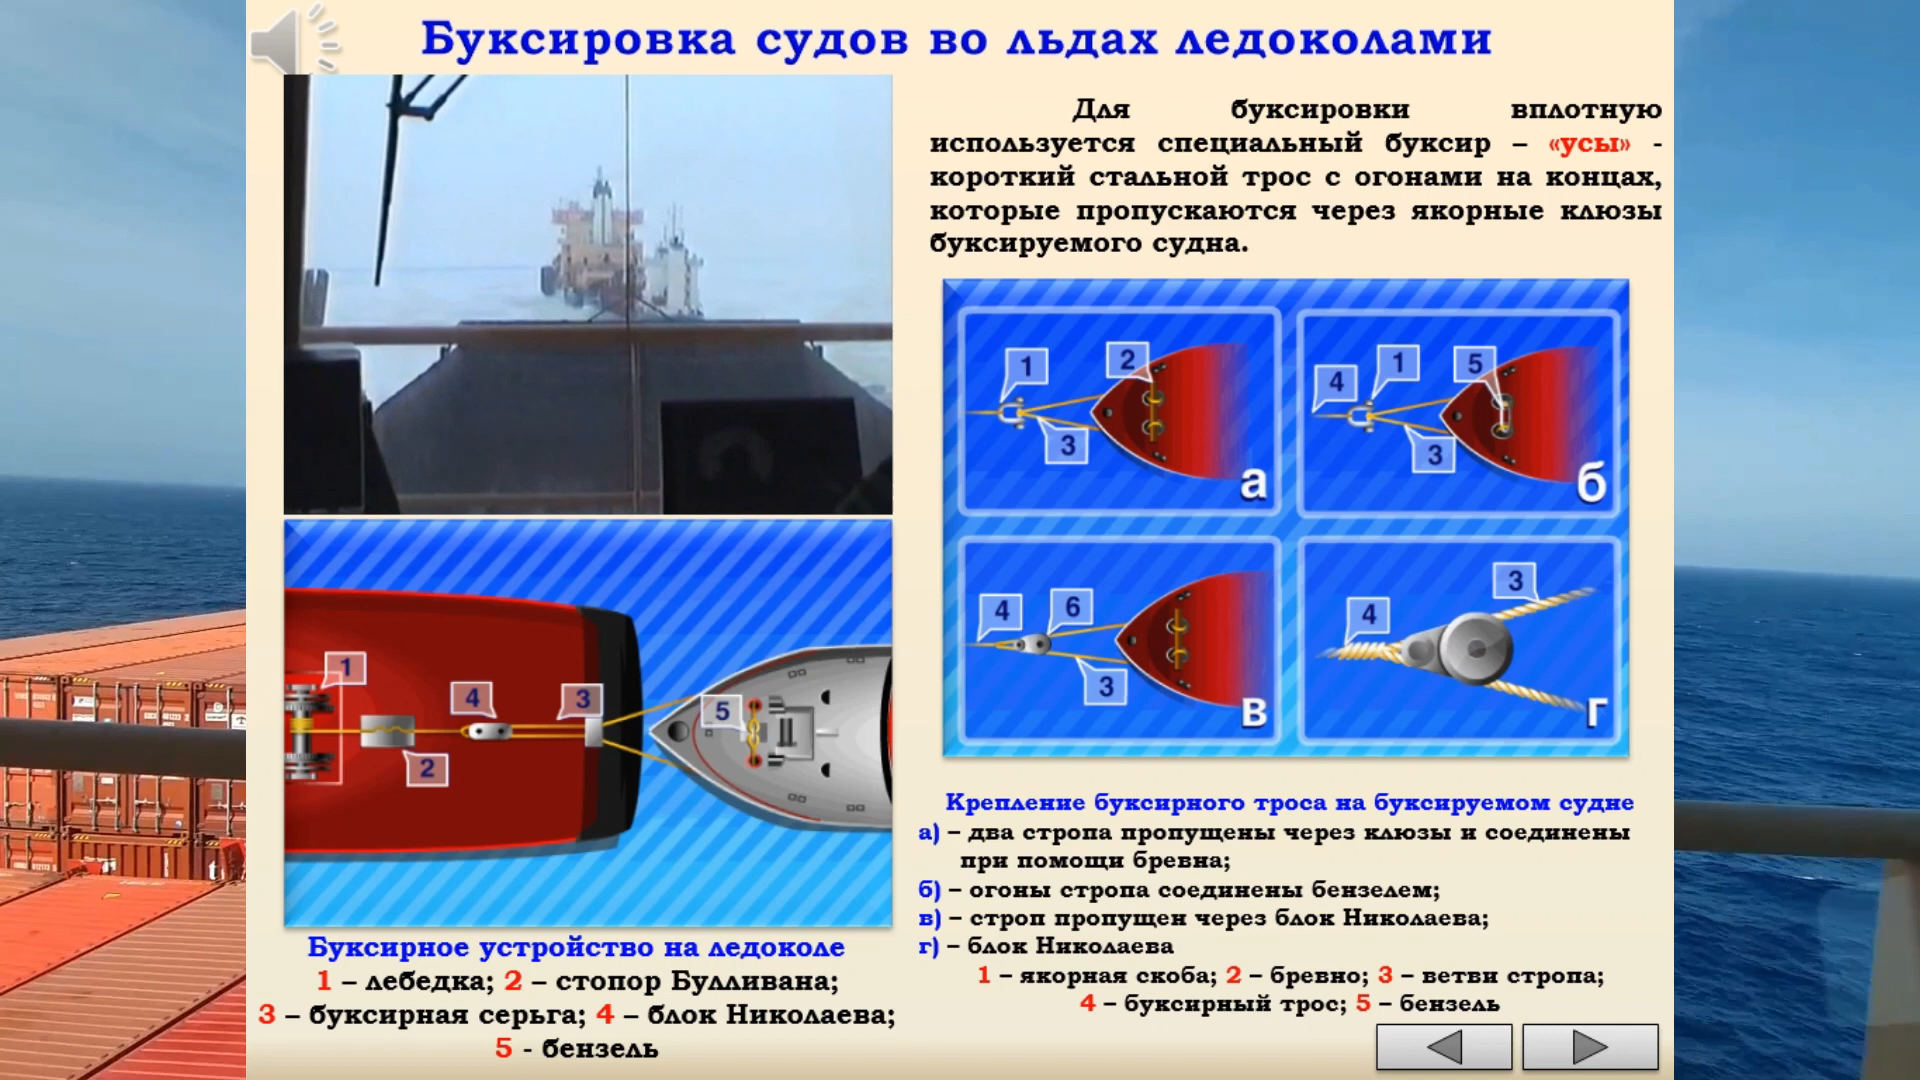 Буксировка судов во льдах ледоколами
Для буксировки вплотную
используется специальный буксир – «усы» -
короткий стальной трос с огонами на концах,
которые пропускаются через якорные клюзы
буксируемого судна.
1
2
3
а
4
1
5
3
б
4
6
3
в
4
3
г
1
2
4
3
5
Буксирное устройство на ледоколе
1 – лебедка; 2 – стопор Булливана;
3 – буксирная серьга; 4 – блок Николаева;
5 - бензель
Крепление буксирного троса на буксируемом судне
а) – два стропа пропущены через клюзы и соединены
при помощи бревна;
б) – огоны стропа соединены бензелем;
в) – строп пропущен через блок Николаева;
г) – блок Николаева
1 – якорная скоба; 2 – бревно; 3 – ветви стропа;
4 – буксирный трос; 5 – бензель